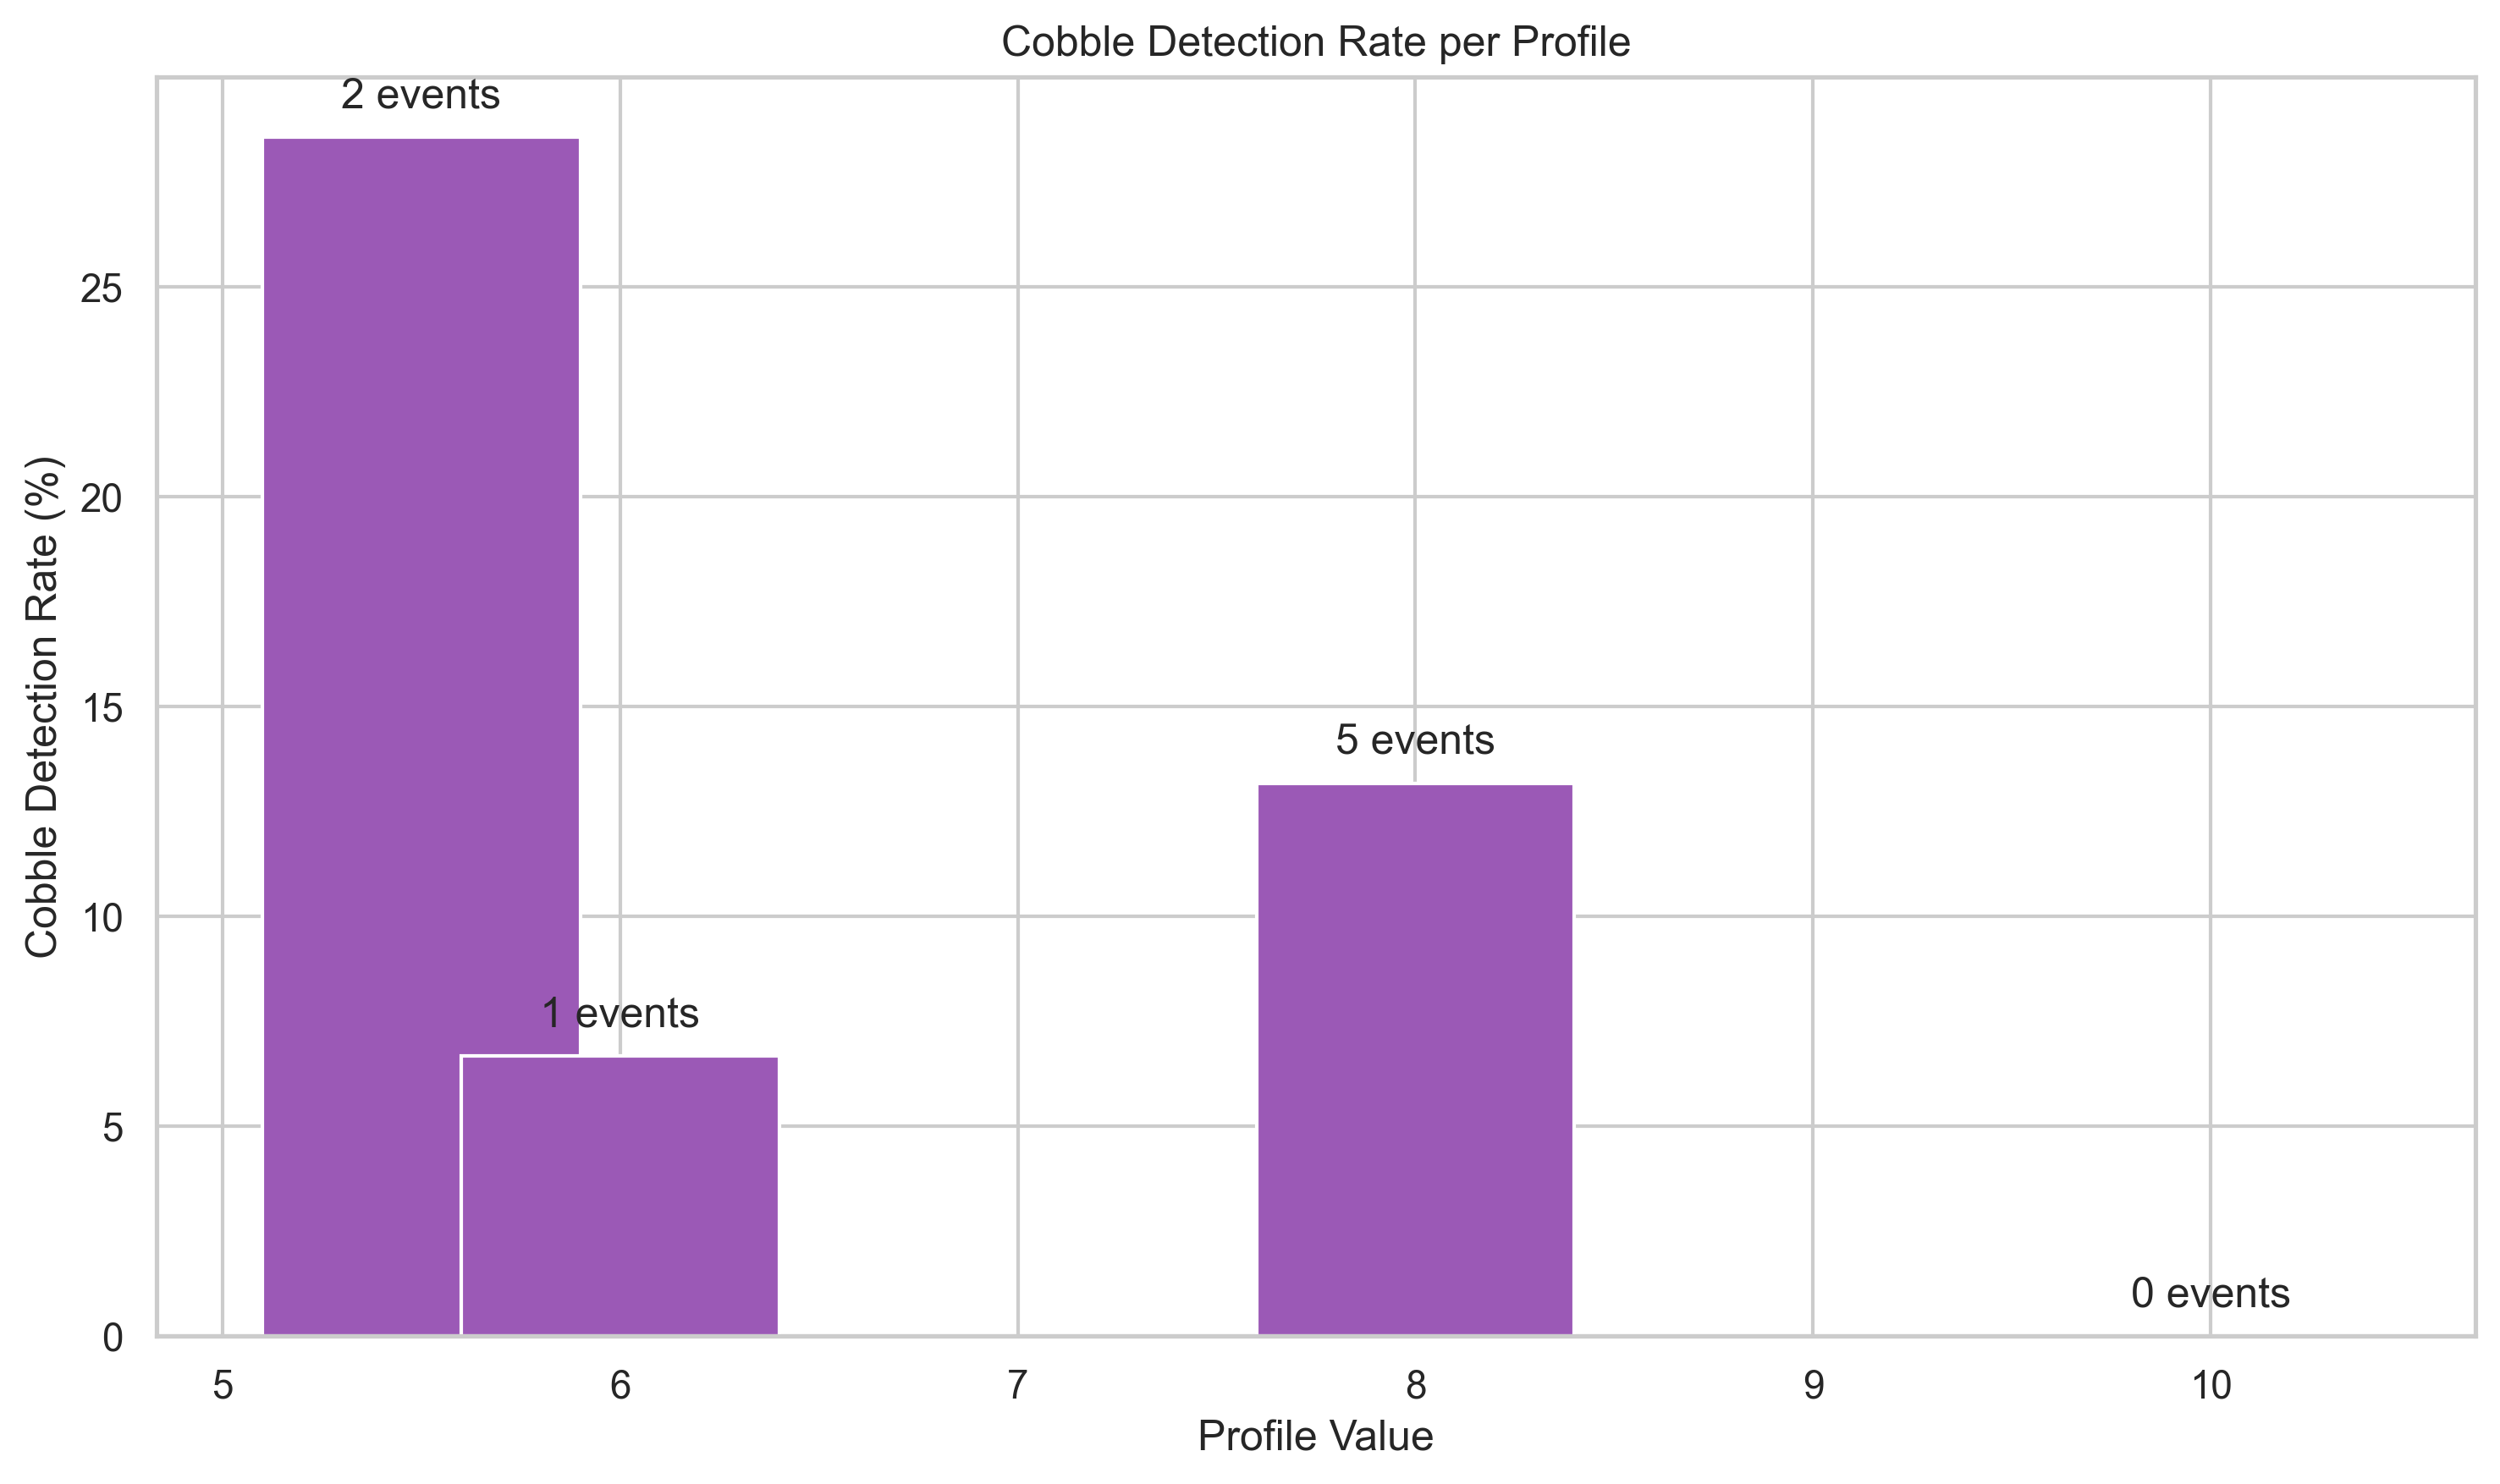 Cobble Detection Rate per Profile
2 events
25
20
15
10
5
0
Cobble Detection Rate (%)
5 events
1 events
0 events
5 6 7 8 9 10
Profile Value